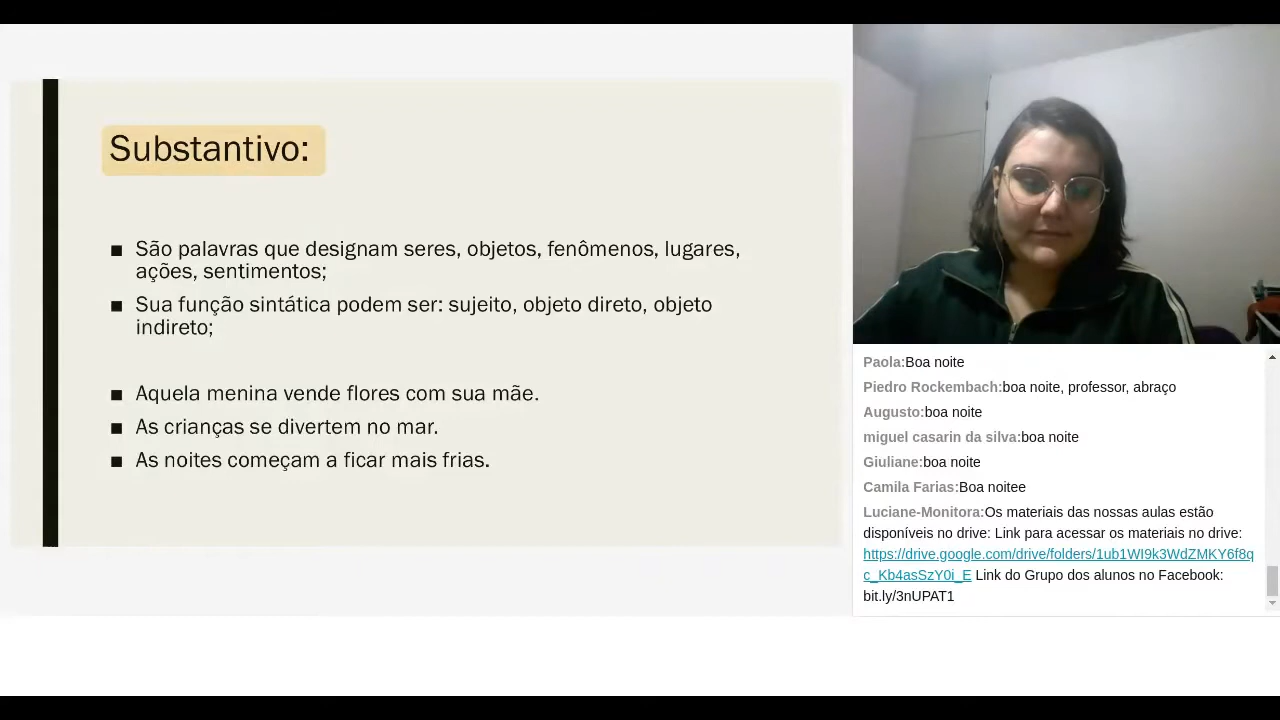 Substantivo:
■ São palavras que designam seres, objetos, fenômenos, lugares,
ações, sentimentos;
■ Sua função sintática podem ser: sujeito, objeto direto, objeto
indireto;
■ Aquela menina vende flores com sua mãe.
■ As crianças se divertem no mar.
■ As noites começam a ficar mais frias.
Paola:Boa noite
Piedro Rockembach:boa noite, professor, abraço
Augusto:boa noite
miguel casarin da silva:boa noite
Giuliane:boa noite
Camila Farias:Boa noitee
Luciane-Monitora:Os materiais das nossas aulas estão
disponíveis no drive: Link para acessar os materiais no drive:
https://drive.google.com/drive/folders/1ub1WI9k3WdZMKY6f8q
c_Kb4asSzY0i_E Link do Grupo dos alunos no Facebook:
bit.ly/3nUPAT1